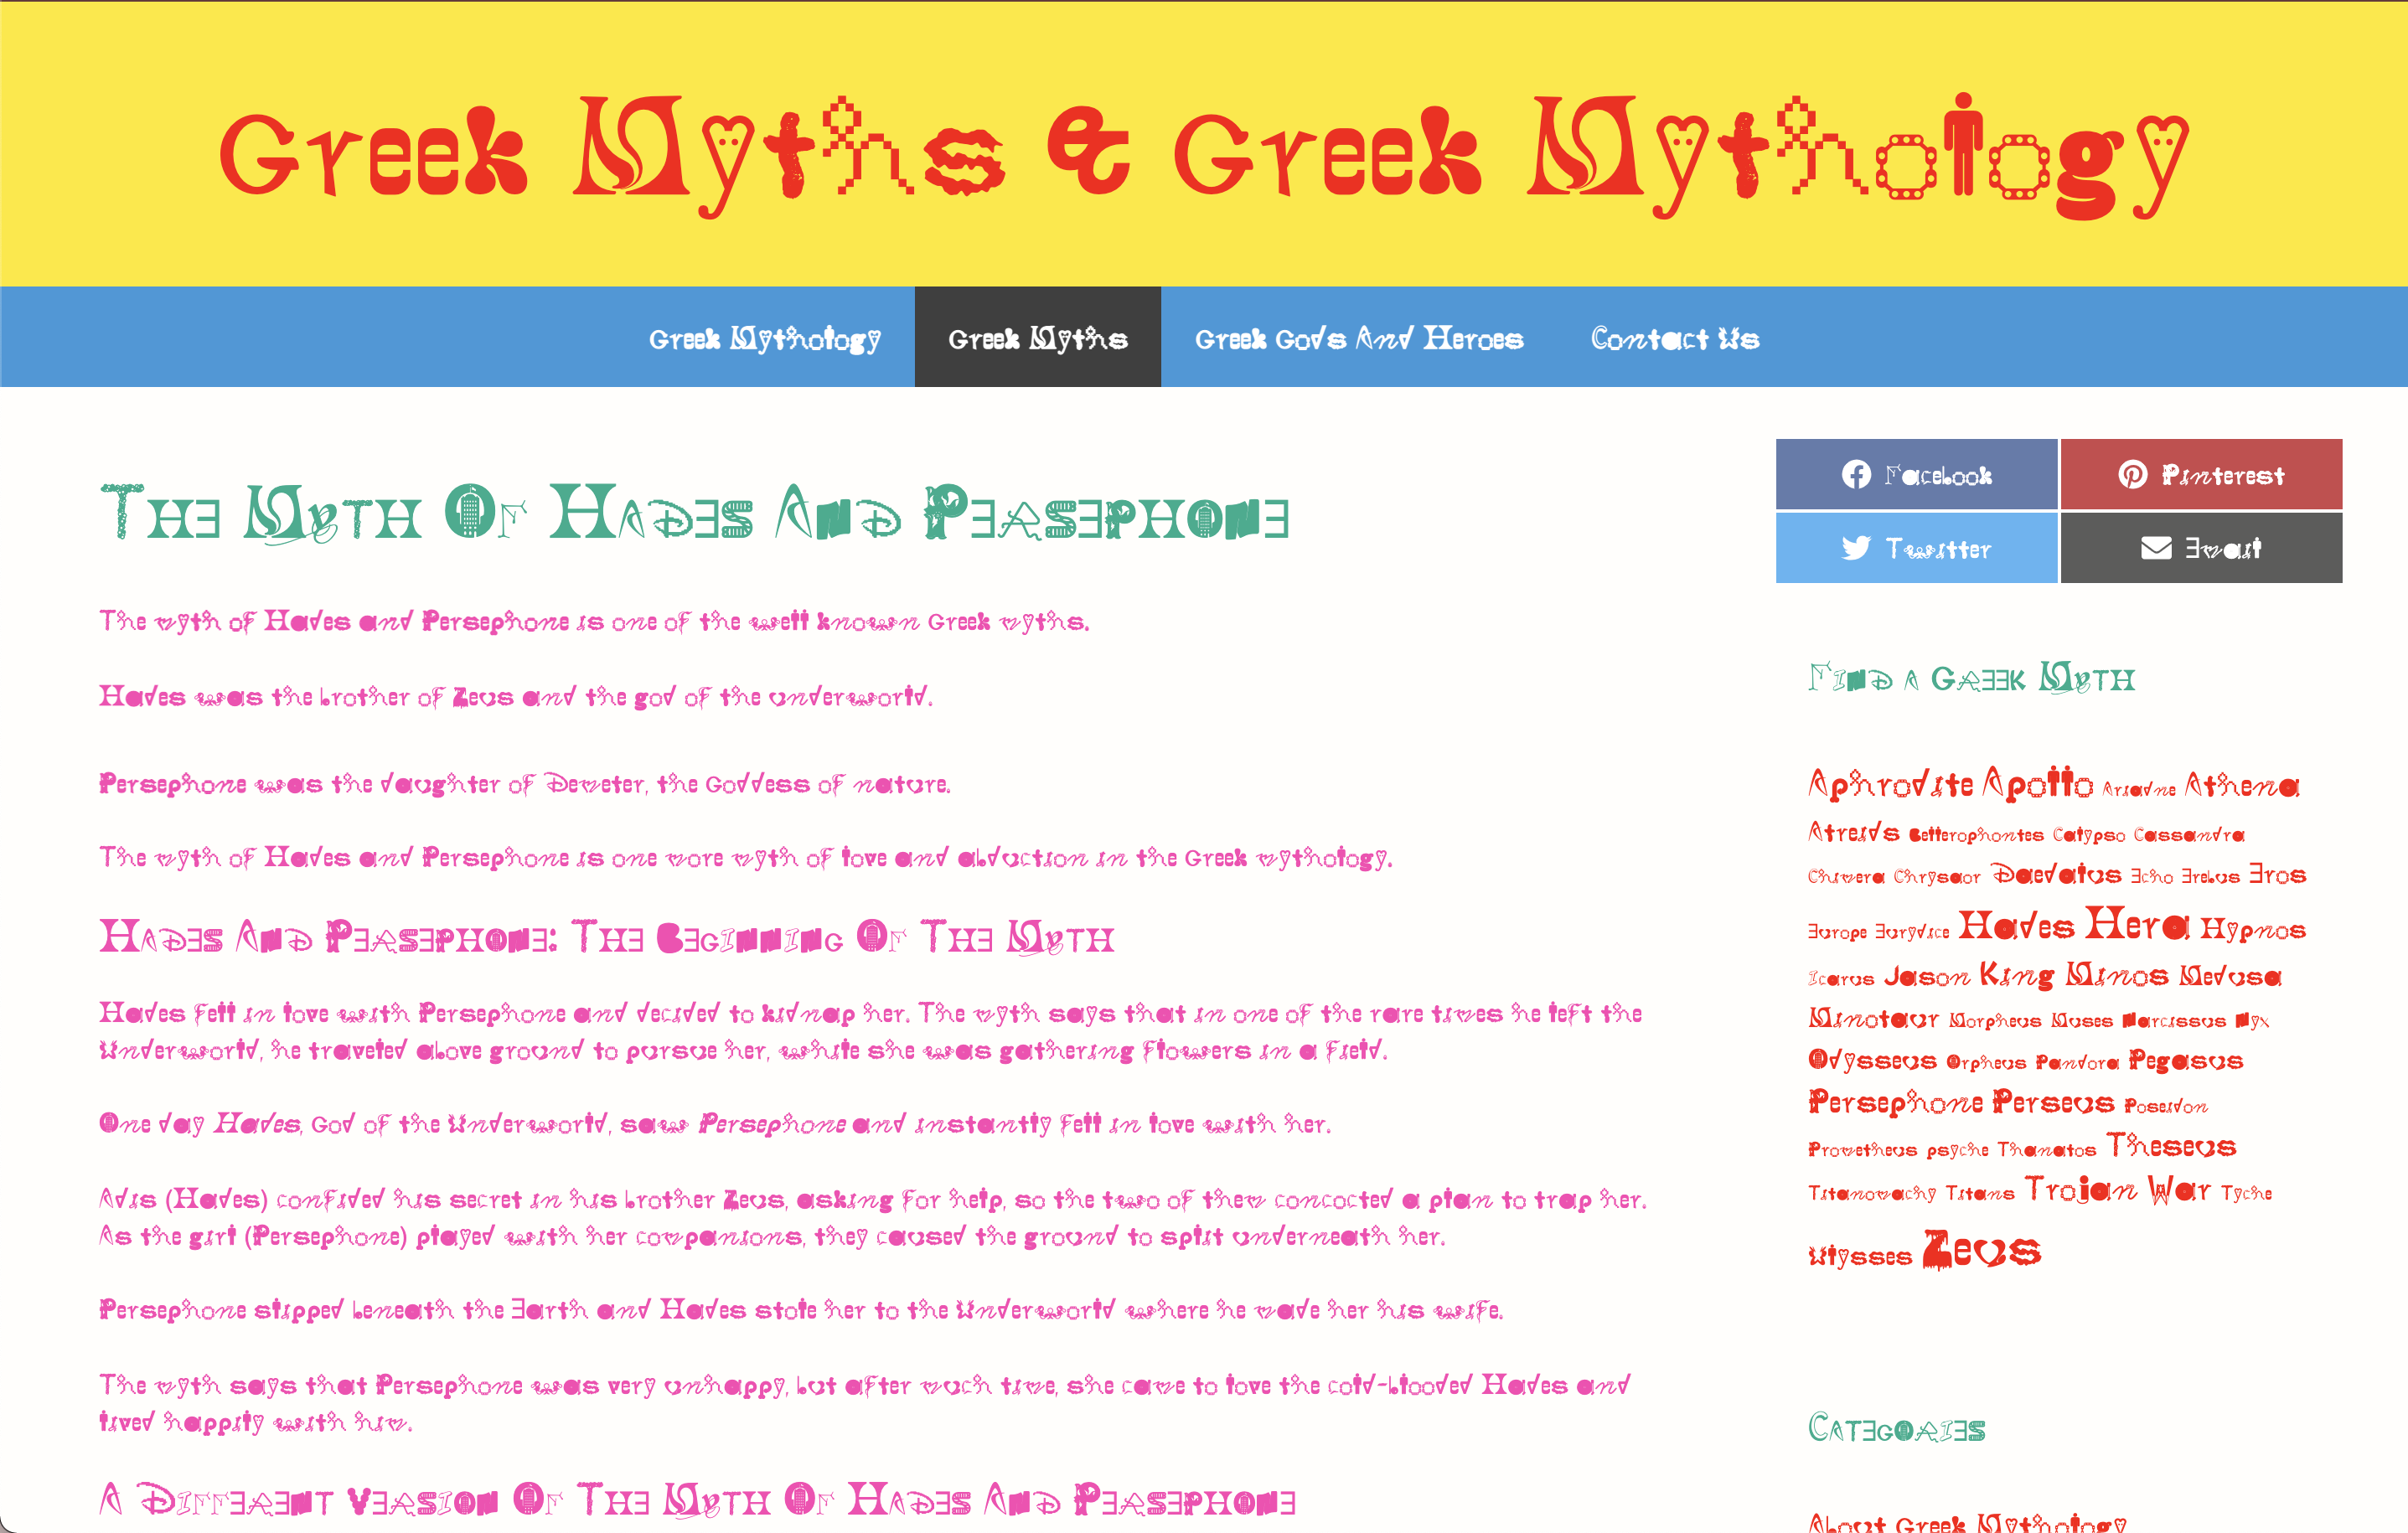 Greek Myths & Greek Mythology
Greek Mythology
Greek Myths
Greek Gods And Heroes
Contact Us
The Myth Of Hades And Persephone
The myth of Hades and Persephone is one of the well known Greek myths.
Hades was the brother of Zeus and the god of the underworld.
Persephone was the daughter of Demeter, the Goddess of nature.
The myth of Hades and Persephone is one more myth of love and abduction in the Greek mythology.
Hades And Persephone: The Beginning Of The Myth
Hades fell in love with Persephone and decided to kidnap her. The myth says that in one of the rare times he left the
Underworld, he traveled above ground to pursue her, while she was gathering flowers in a field.
One day Hades, God of the Underworld, saw Persephone and instantly fell in love with her.
Adis (Hades) confided his secret in his brother Zeus, asking for help, so the two of them concocted a plan to trap her.
As the girl (Persephone) played with her companions, they caused the ground to split underneath her.
Persephone slipped beneath the Earth and Hades stole her to the Underworld where he made her his wife.
The myth says that Persephone was very unhappy, but after much time, she came to love the cold-blooded Hades and
lived happily with him.
A Different Version Of The Myth Of Hades And Persephone
Facebook
Pinterest
Twitter
Email
Find a Greek Myth
Aphrodite Apollo Ariadne Athena
Atreids Bellerophontes Calypso Cassandra
Chimera Chrysaor Daedalus Echo Erebus Eros
Europe Eurydice Hades Hera Hypnos
Icarus Jason King Minos Medusa
Minotaur Morpheus Muses Narcissus Nyx
Odysseus Orpheus Pandora Pegasus
Persephone Perseus Poseidon
Prometheus psyche Thanatos Theseus
Titanomachy Titans Trojan War Tyche
Ulysses Zeus
Categories
About Greek Mythology